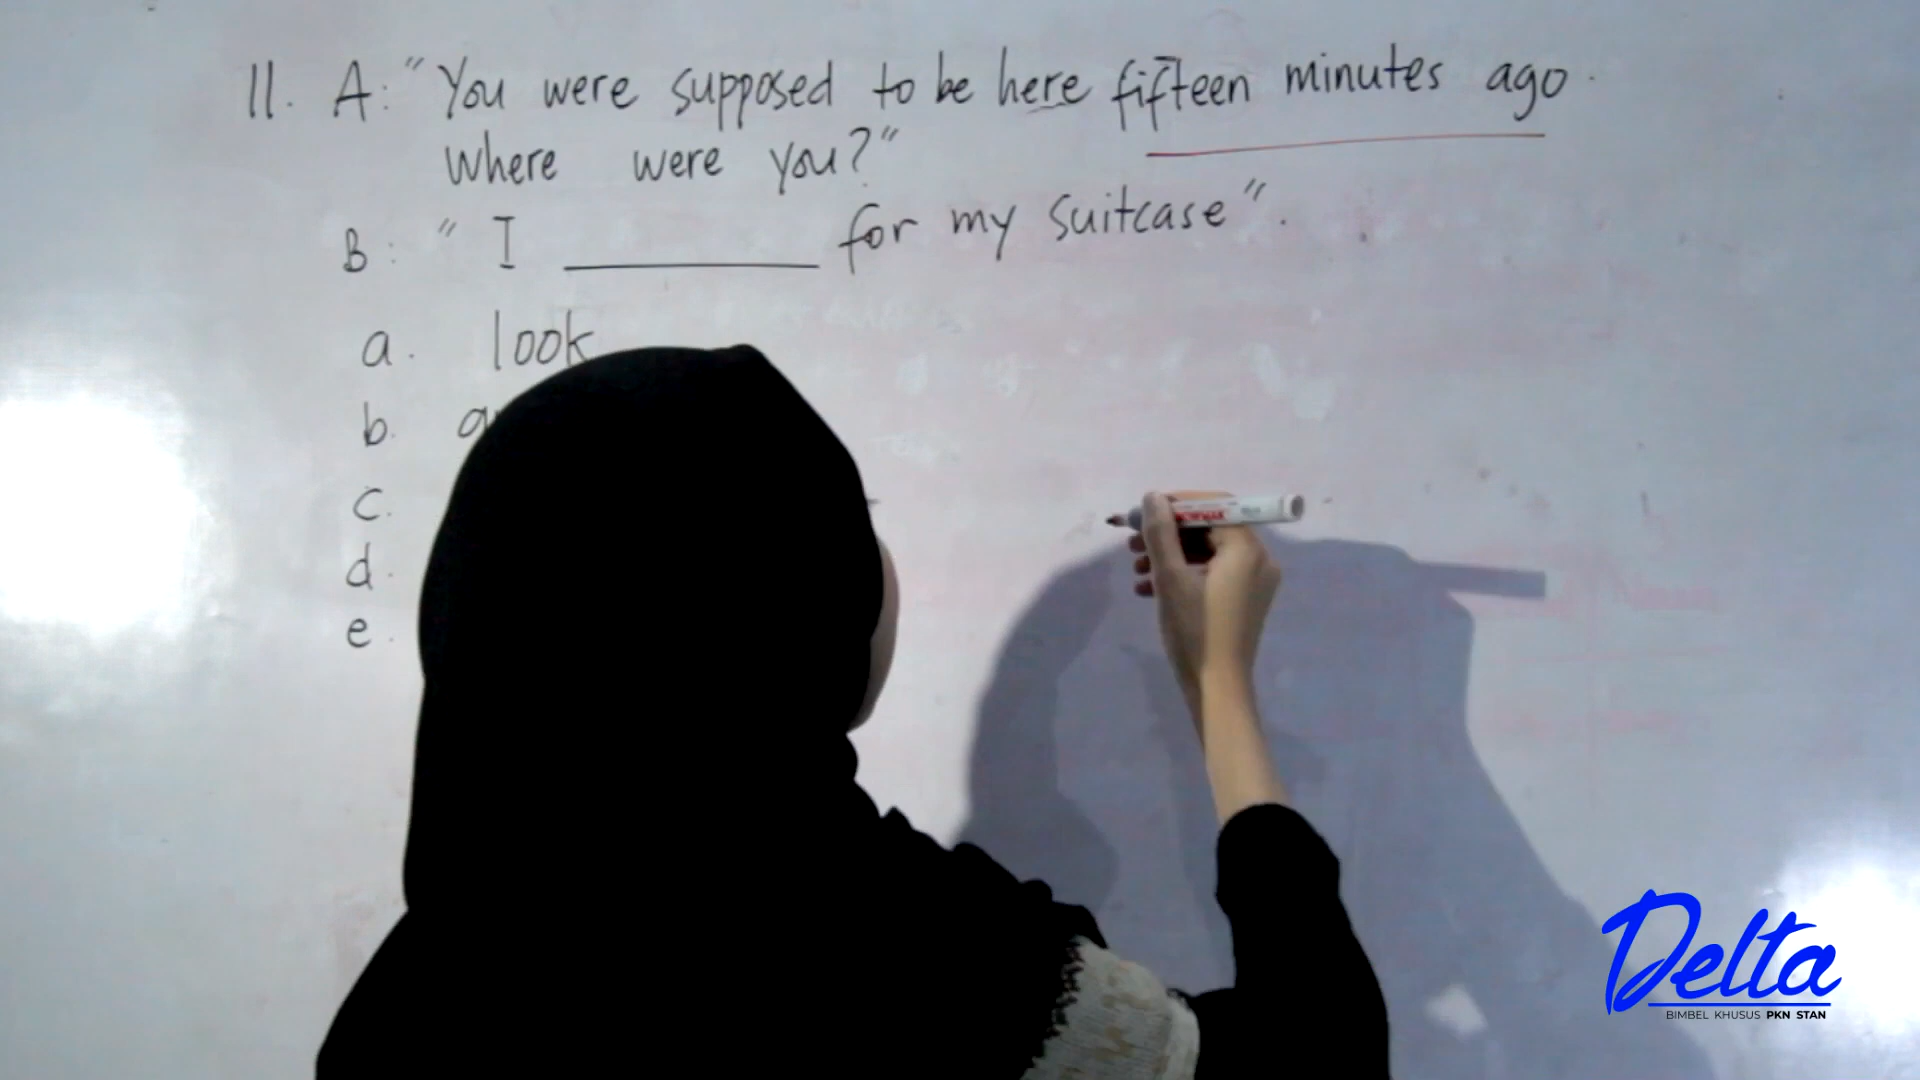 11. A: "You were supposed to be here fifteen minutes ago.
Where were you?"
B: "I ________ for my suitcase".
a. look
b.
c.
d.
e.
Delta
BIMBEL KHUSUS PKN STAN